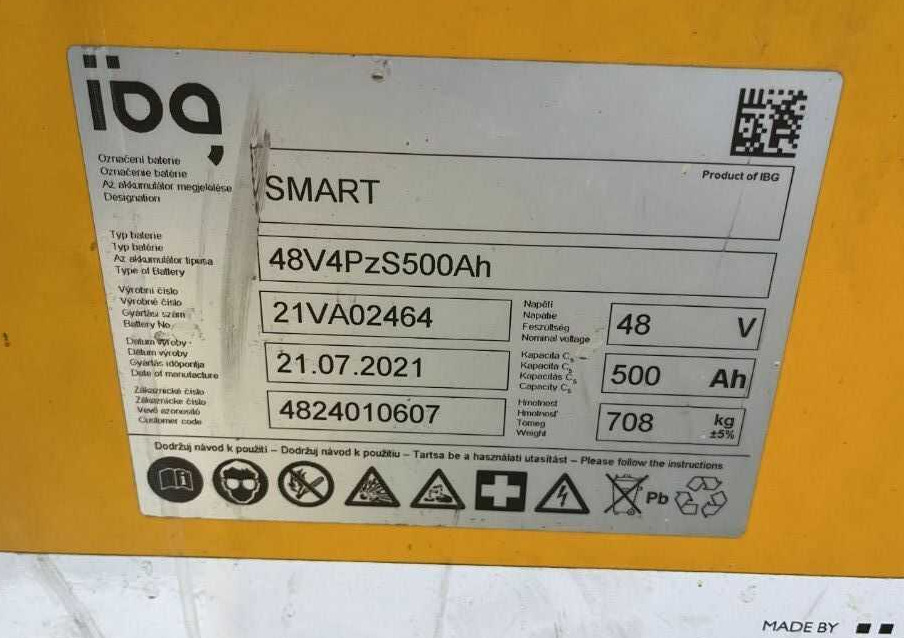 ibg
Product of IBG
Označení baterie
Označenie batérie
Az akkumulátor megjelölése
Designation
SMART
Typ baterie
Typ batérie
Az akkumulátor típusa
Type of Battery
48V4PzS500Ah
Výrobní číslo
Výrobné číslo
Gyártási szám
Battery No
21VA02464
Napětí
Napätie
Feszültség
Nominal voltage
48 V
Datum výroby
Dátum výroby
Gyártás időpontja
Date of manufacture
21.07.2021
Kapacita C5
Kapacita C5
Kapacitás C5
Capacity C5
500 Ah
Zákaznické číslo
Zákaznícke číslo
Vevő azonosító
Customer code
4824010607
Hmotnost
Hmotnosť
Tömeg
Weight
708 kg
±5%
Dodržuj návod k použití – Dodržuj návod k použitiu – Tartsa be a használati utasítást – Please follow the instructions
Pb
MADE BY